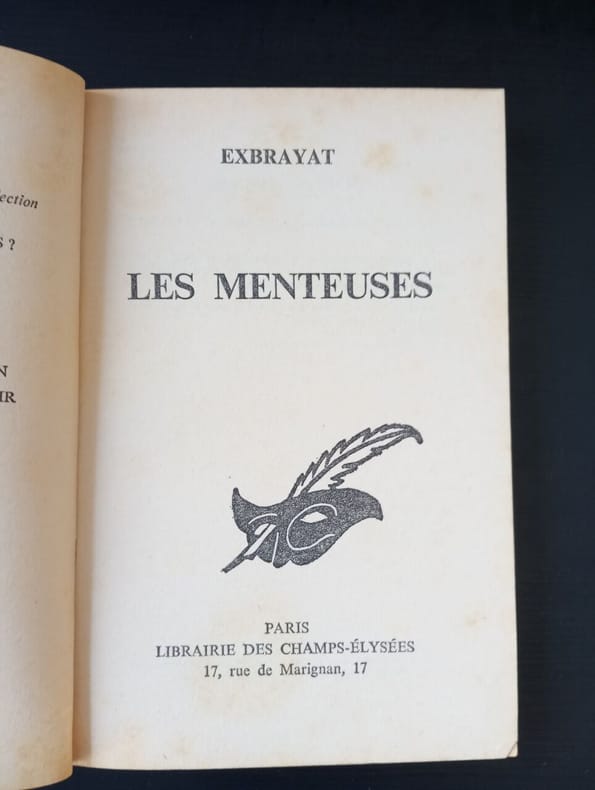 EXBRAYAT
LES MENTEUSES
PARIS
LIBRAIRIE DES CHAMPS-ÉLYSÉES
17, rue de Marignan, 17